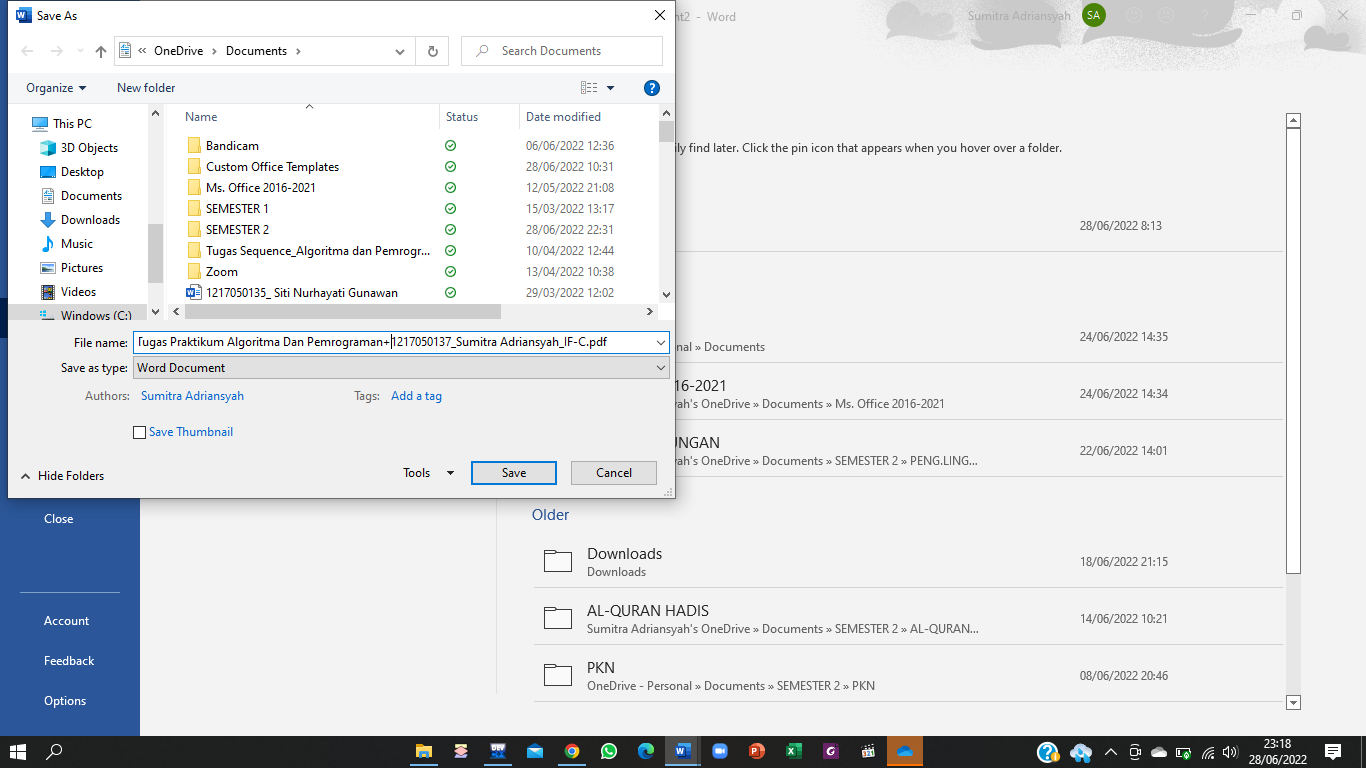 Save As
nt2 - Word
Sumitra Adriansyah
SA
« OneDrive › Documents ›
Search Documents
Organize
New folder
?
This PC
3D Objects
Desktop
Documents
Downloads
Music
Pictures
Videos
Windows (C:)
Name Status Date modified
Bandicam 06/06/2022 12:36
Custom Office Templates 28/06/2022 10:31
Ms. Office 2016-2021 12/05/2022 21:08
SEMESTER 1 15/03/2022 13:17
SEMESTER 2 28/06/2022 22:31
Tugas Sequence_Algoritma dan Pemrogr... 10/04/2022 12:44
Zoom 13/04/2022 10:38
1217050135_ Siti Nurhayati Gunawan 29/03/2022 12:02
File name: Tugas Praktikum Algoritma Dan Pemrograman+1217050137_Sumitra Adriansyah_IF-C.pdf
Save as type: Word Document
Authors: Sumitra Adriansyah Tags: Add a tag
Save Thumbnail
Hide Folders
Tools
Save
Cancel
ily find later. Click the pin icon that appears when you hover over a folder.
28/06/2022 8:13
nal » Documents
24/06/2022 14:35
16-2021
yah's OneDrive » Documents » Ms. Office 2016-2021
24/06/2022 14:34
UNGAN
yah's OneDrive » Documents » SEMESTER 2 » PENG.LING...
22/06/2022 14:01
Close
Account
Feedback
Options
Older
Downloads
Downloads
18/06/2022 21:15
AL-QURAN HADIS
Sumitra Adriansyah's OneDrive » Documents » SEMESTER 2 » AL-QURAN...
14/06/2022 10:21
PKN
OneDrive - Personal » Documents » SEMESTER 2 » PKN
08/06/2022 20:46
23:18
28/06/2022